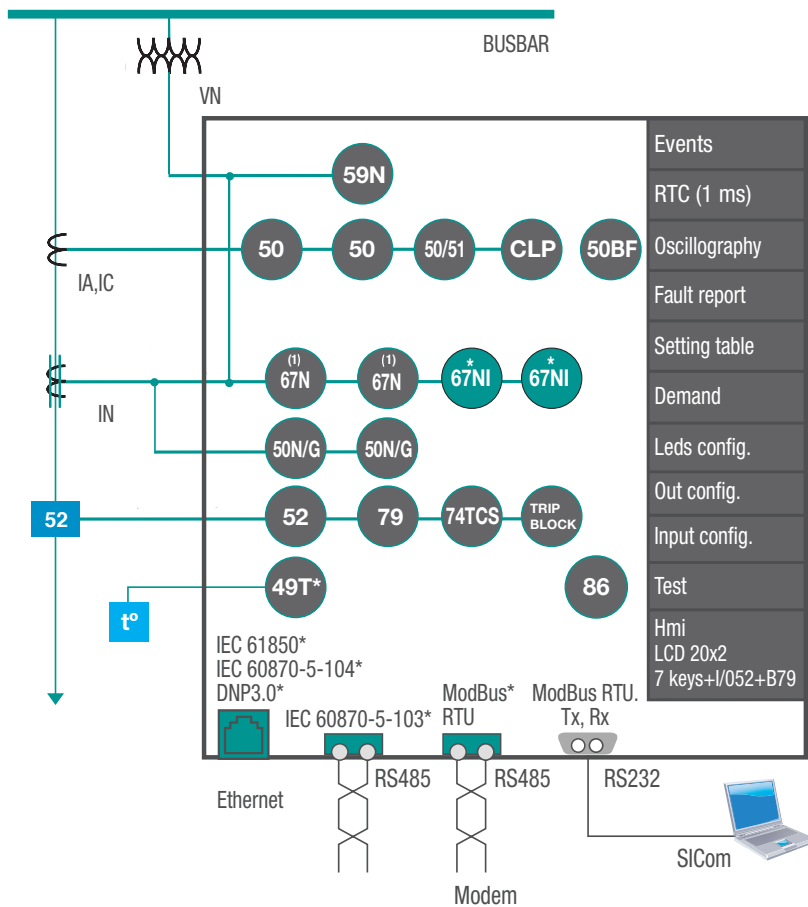 BUSBAR
VN
59N
Events
RTC (1 ms)
50
50
50/51
CLP
50BF
Oscillography
IA,IC
Fault report
Setting table
(1)
67N
(1)
67N
*
67NI
*
67NI
Demand
IN
50N/G
50N/G
Leds config.
Out config.
52
52
79
74TCS
TRIP
BLOCK
Input config.
49T*
86
Test
tº
Hmi
LCD 20x2
7 keys+I/052+B79
IEC 61850*
IEC 60870-5-104*
DNP3.0*
IEC 60870-5-103*
ModBus*
RTU
ModBus RTU.
Tx, Rx
Ethernet
RS485
RS485
RS232
SICom
Modem